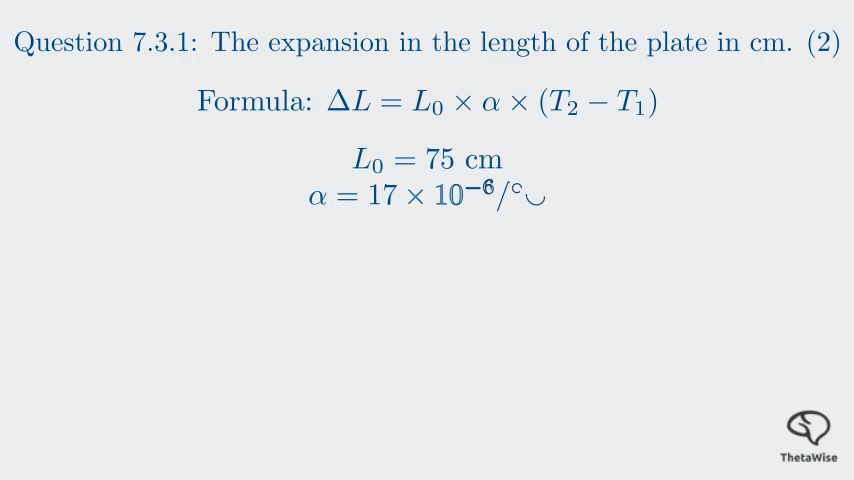 Question 7.3.1: The expansion in the length of the plate in cm. (2)
Formula: ΔL = L₀ × α × (T₂ − T₁)
L₀ = 75 cm
α = 17 × 10⁻⁶/°
ThetaWise